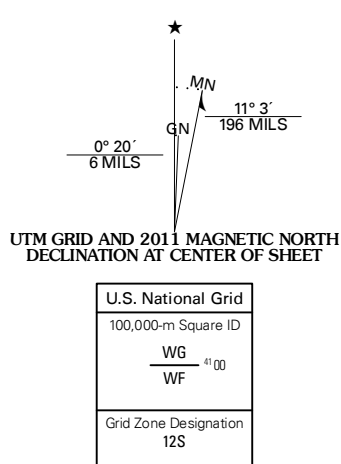 ★
MN
GN
11° 3´
196 MILS
0° 20´
6 MILS
UTM GRID AND 2011 MAGNETIC NORTH
DECLINATION AT CENTER OF SHEET
U.S. National Grid
100,000-m Square ID
WG
4100
WF
Grid Zone Designation
12S